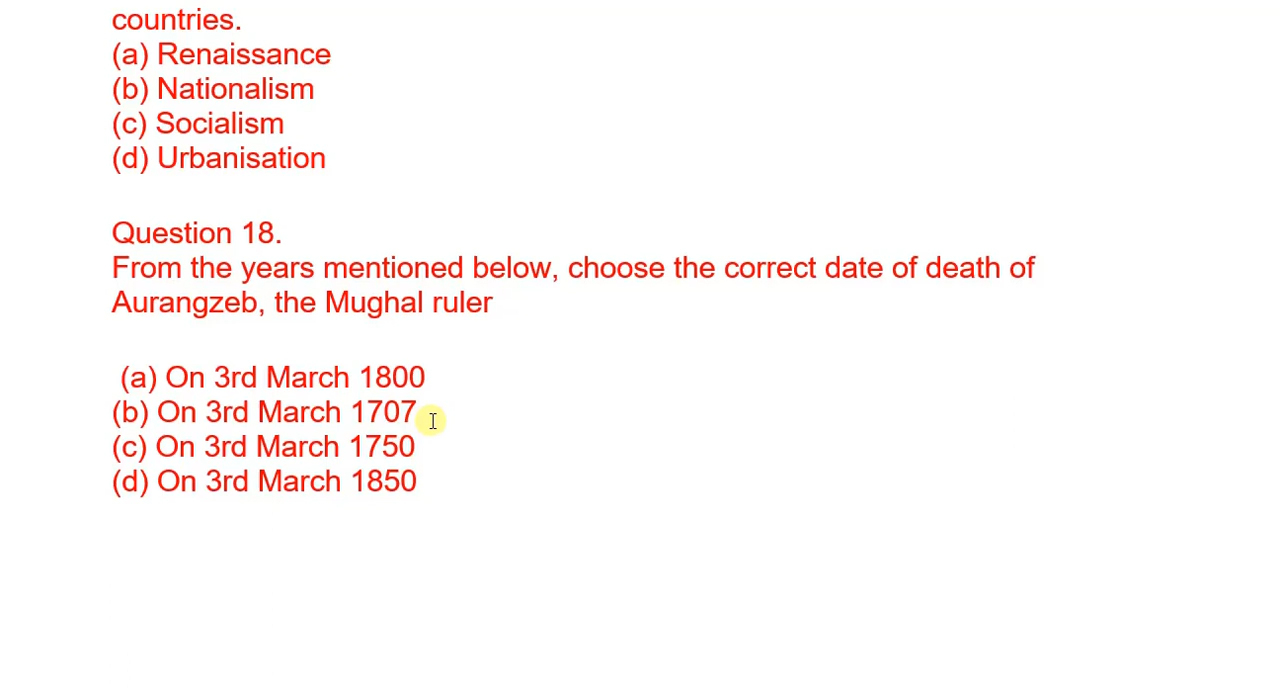 countries.
(a) Renaissance
(b) Nationalism
(c) Socialism
(d) Urbanisation
Question 18.
From the years mentioned below, choose the correct date of death of
Aurangzeb, the Mughal ruler
(a) On 3rd March 1800
(b) On 3rd March 1707
(c) On 3rd March 1750
(d) On 3rd March 1850